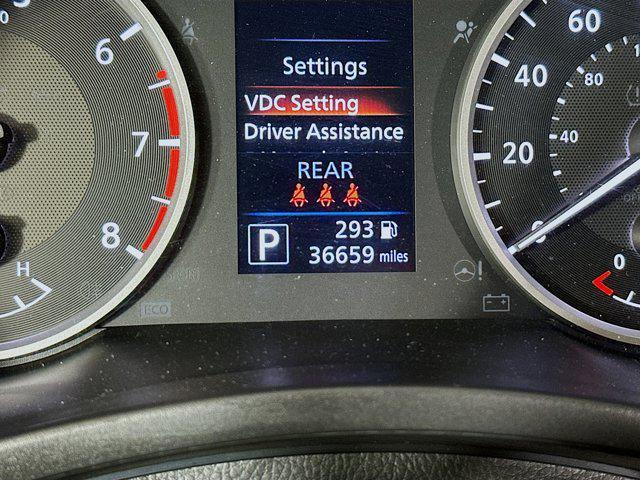 60
6
Settings
40
80
VDC Setting
Driver Assistance
7
20
40
REAR
8
293
0
P
36659 miles
H
0
ECO